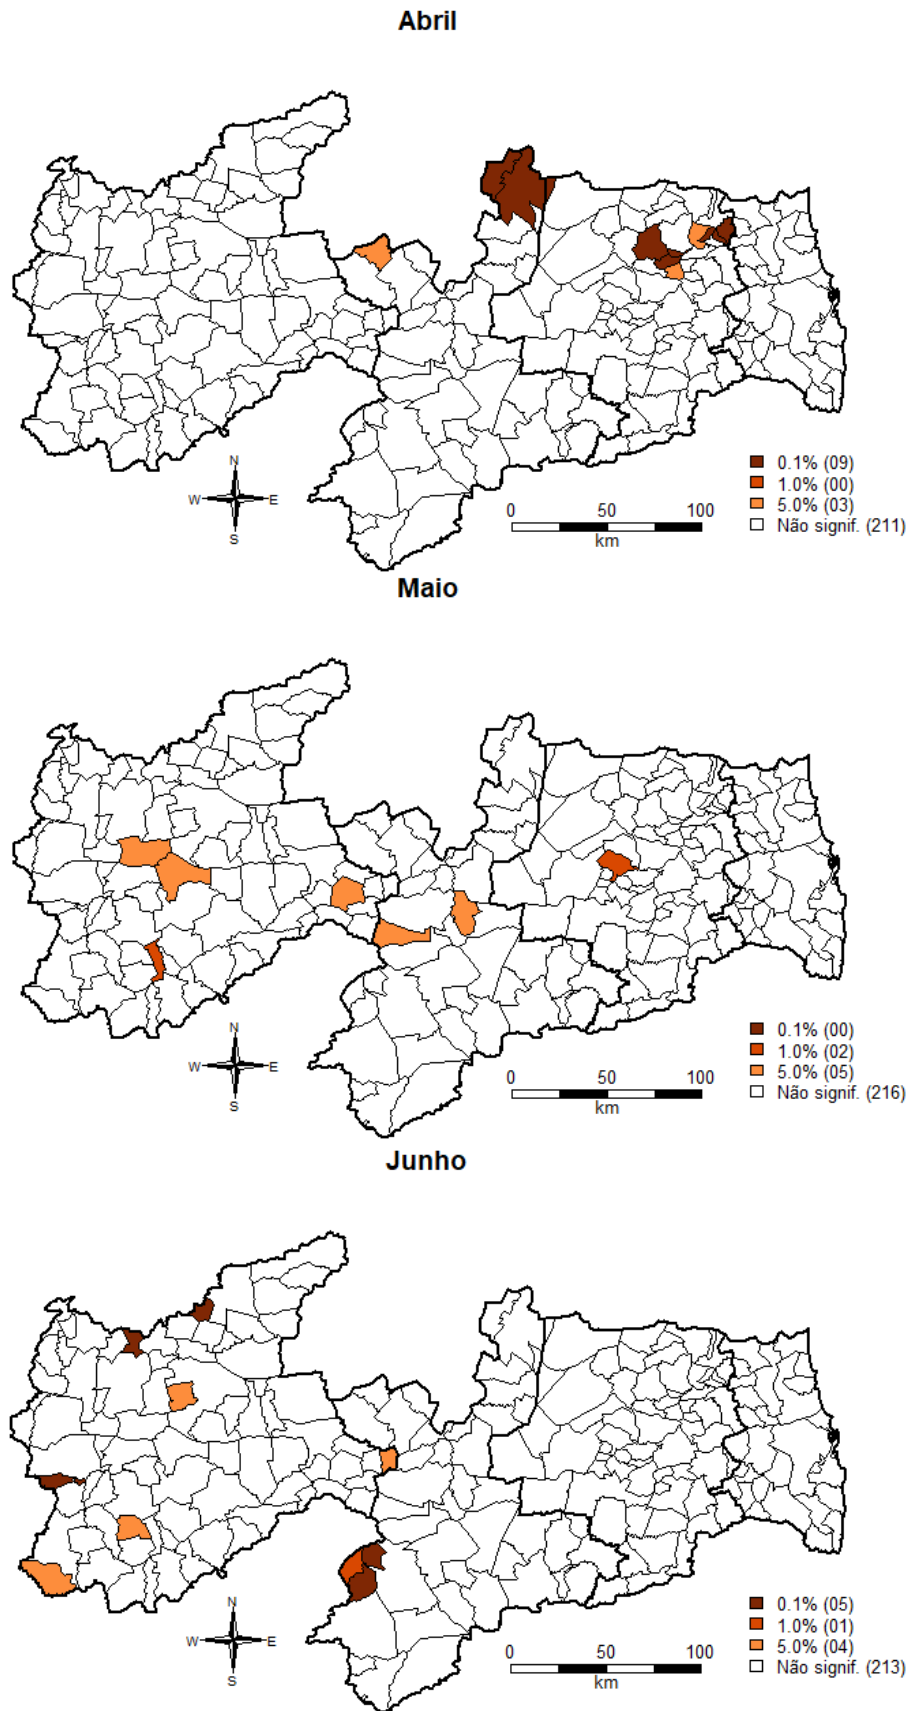 Abril
N
W E
S
0 50 100
km
0.1% (09)
1.0% (00)
5.0% (03)
Não signif. (211)
Maio
N
W E
S
0 50 100
km
0.1% (00)
1.0% (02)
5.0% (05)
Não signif. (216)
Junho
N
W E
S
0 50 100
km
0.1% (05)
1.0% (01)
5.0% (04)
Não signif. (213)